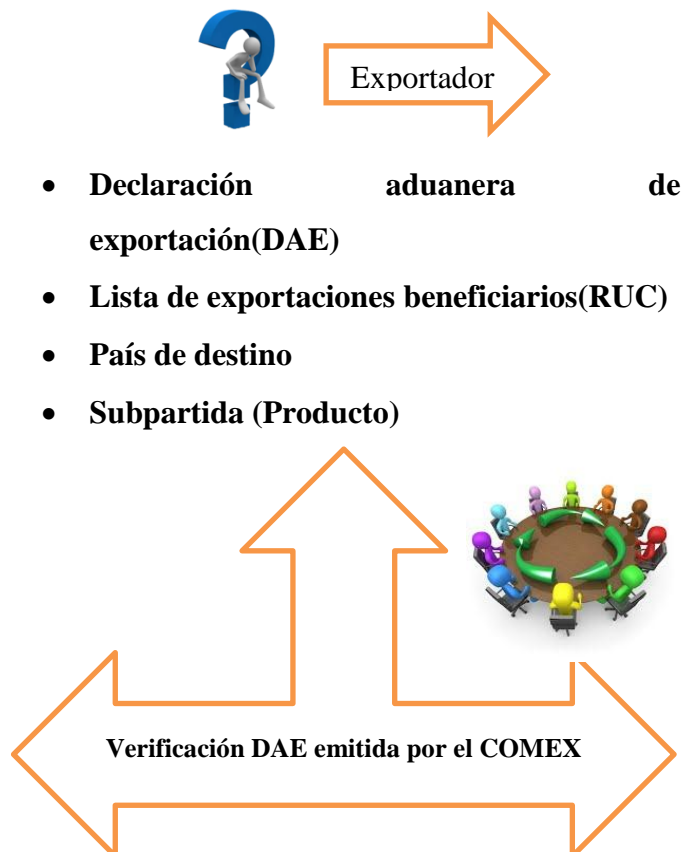 Exportador
• Declaración aduanera de
exportación(DAE)
• Lista de exportaciones beneficiarios(RUC)
• País de destino
• Subpartida (Producto)
Verificación DAE emitida por el COMEX